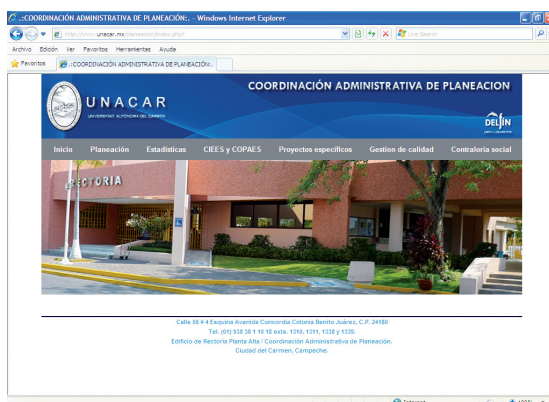 .:COORDINACIÓN ADMINISTRATIVA DE PLANEACIÓN:. - Windows Internet Explorer
http://www.unacar.mx/planeacion/index.php#
Live Search
Archivo Edición Ver Favoritos Herramientas Ayuda
Favoritos .:COORDINACIÓN ADMINISTRATIVA DE PLANEACIÓN:.
COORDINACIÓN ADMINISTRATIVA DE PLANEACION
UNACAR
UNIVERSIDAD AUTÓNOMA DEL CARMEN
DELFIN
Inicio Planeación Estadísticas CIEES y COPAES Proyectos específicos Gestion de calidad Contraloría social
RECTORIA
Calle 56 # 4 Esquina Avenida Concordia Colonia Benito Juárez, C.P. 24180
Tel. (01) 938 38 1 10 18 exts. 1310, 1311, 1338 y 1339.
Edificio de Rectoría Planta Alta / Coordinación Administrativa de Planeación.
Ciudad del Carmen, Campeche.